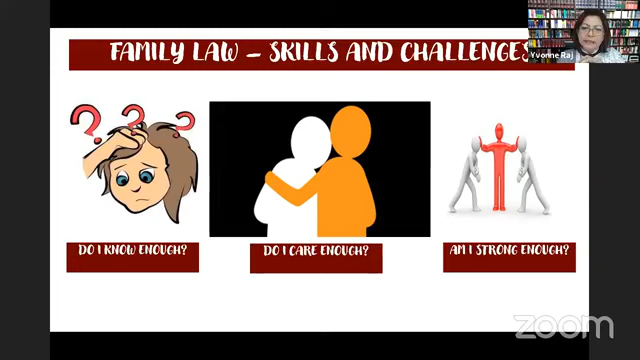 FAMILY LAW – SKILLS AND CHALLENGES
Yvonne Raj
? ? ?
DO I KNOW ENOUGH?
DO I CARE ENOUGH?
AM I STRONG ENOUGH?
zoom